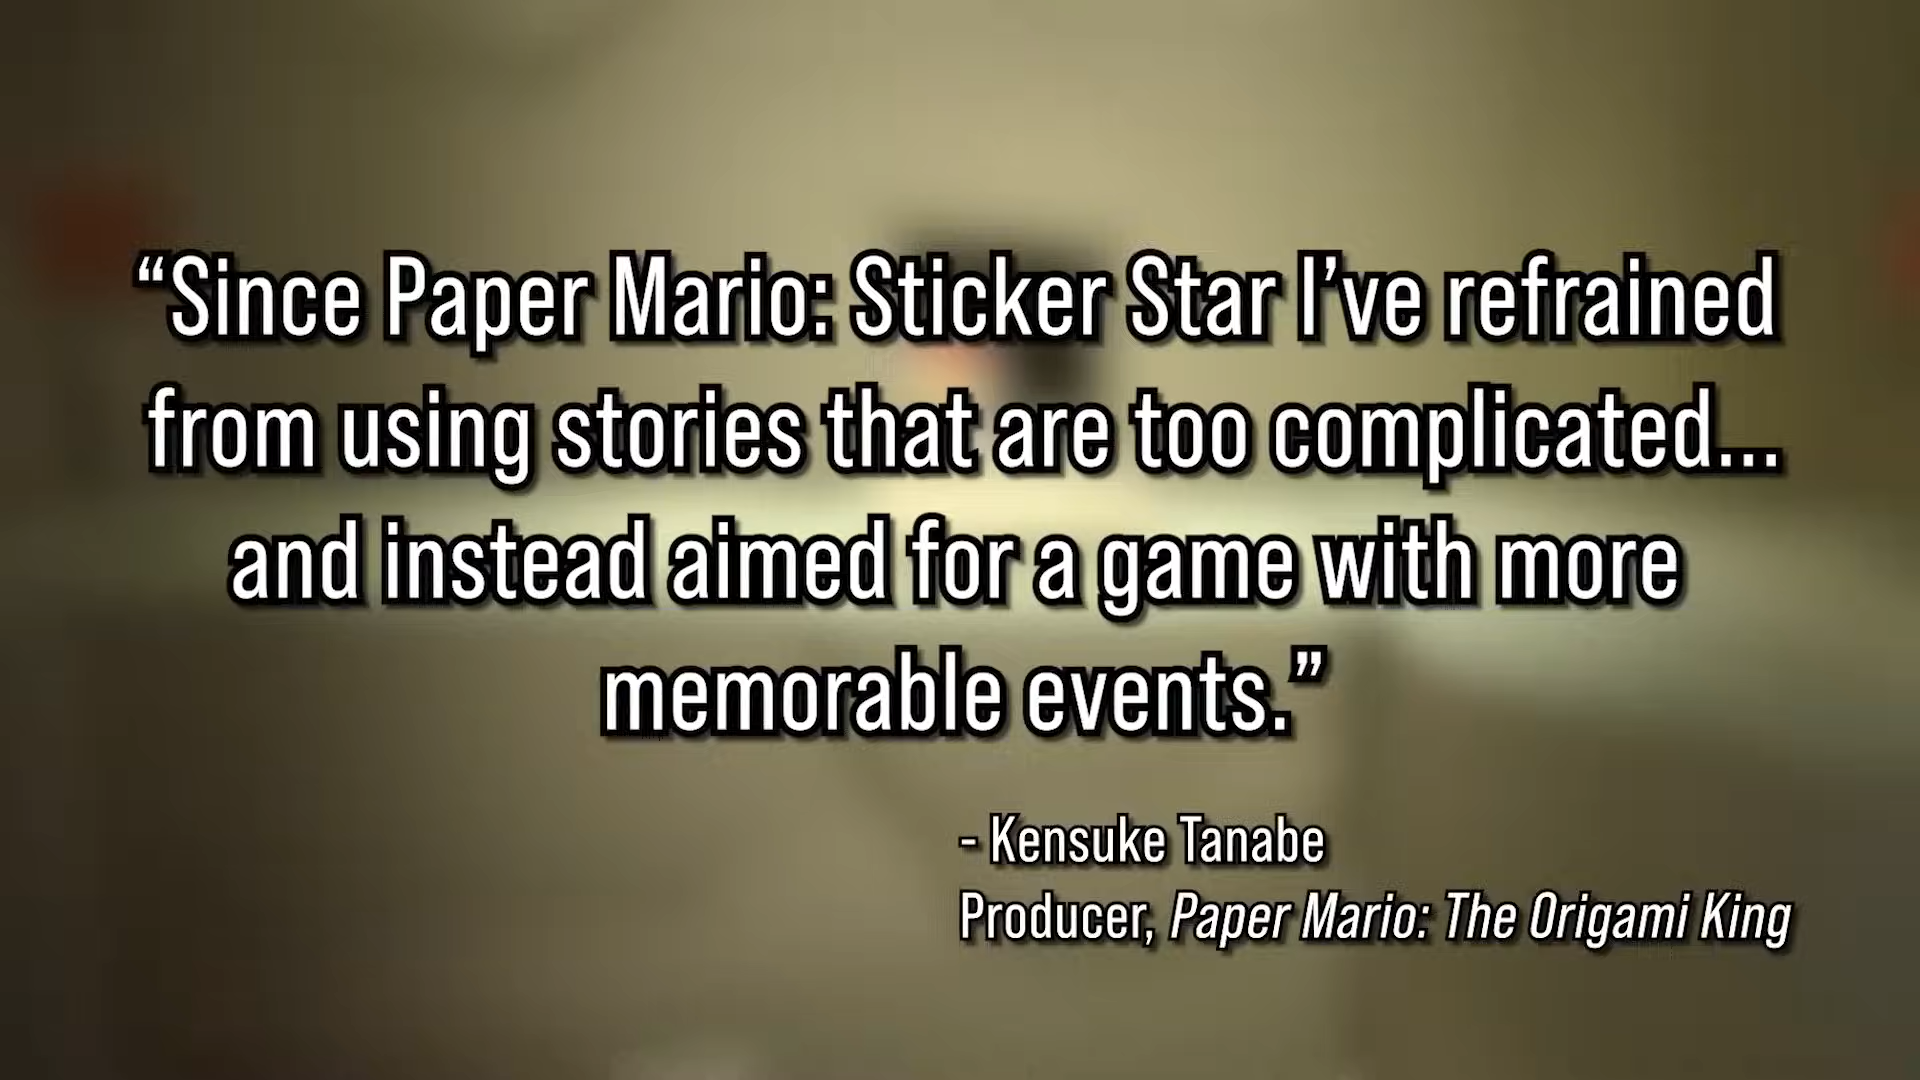 “Since Paper Mario: Sticker Star I’ve refrained
from using stories that are too complicated...
and instead aimed for a game with more
memorable events.”
- Kensuke Tanabe
Producer, Paper Mario: The Origami King